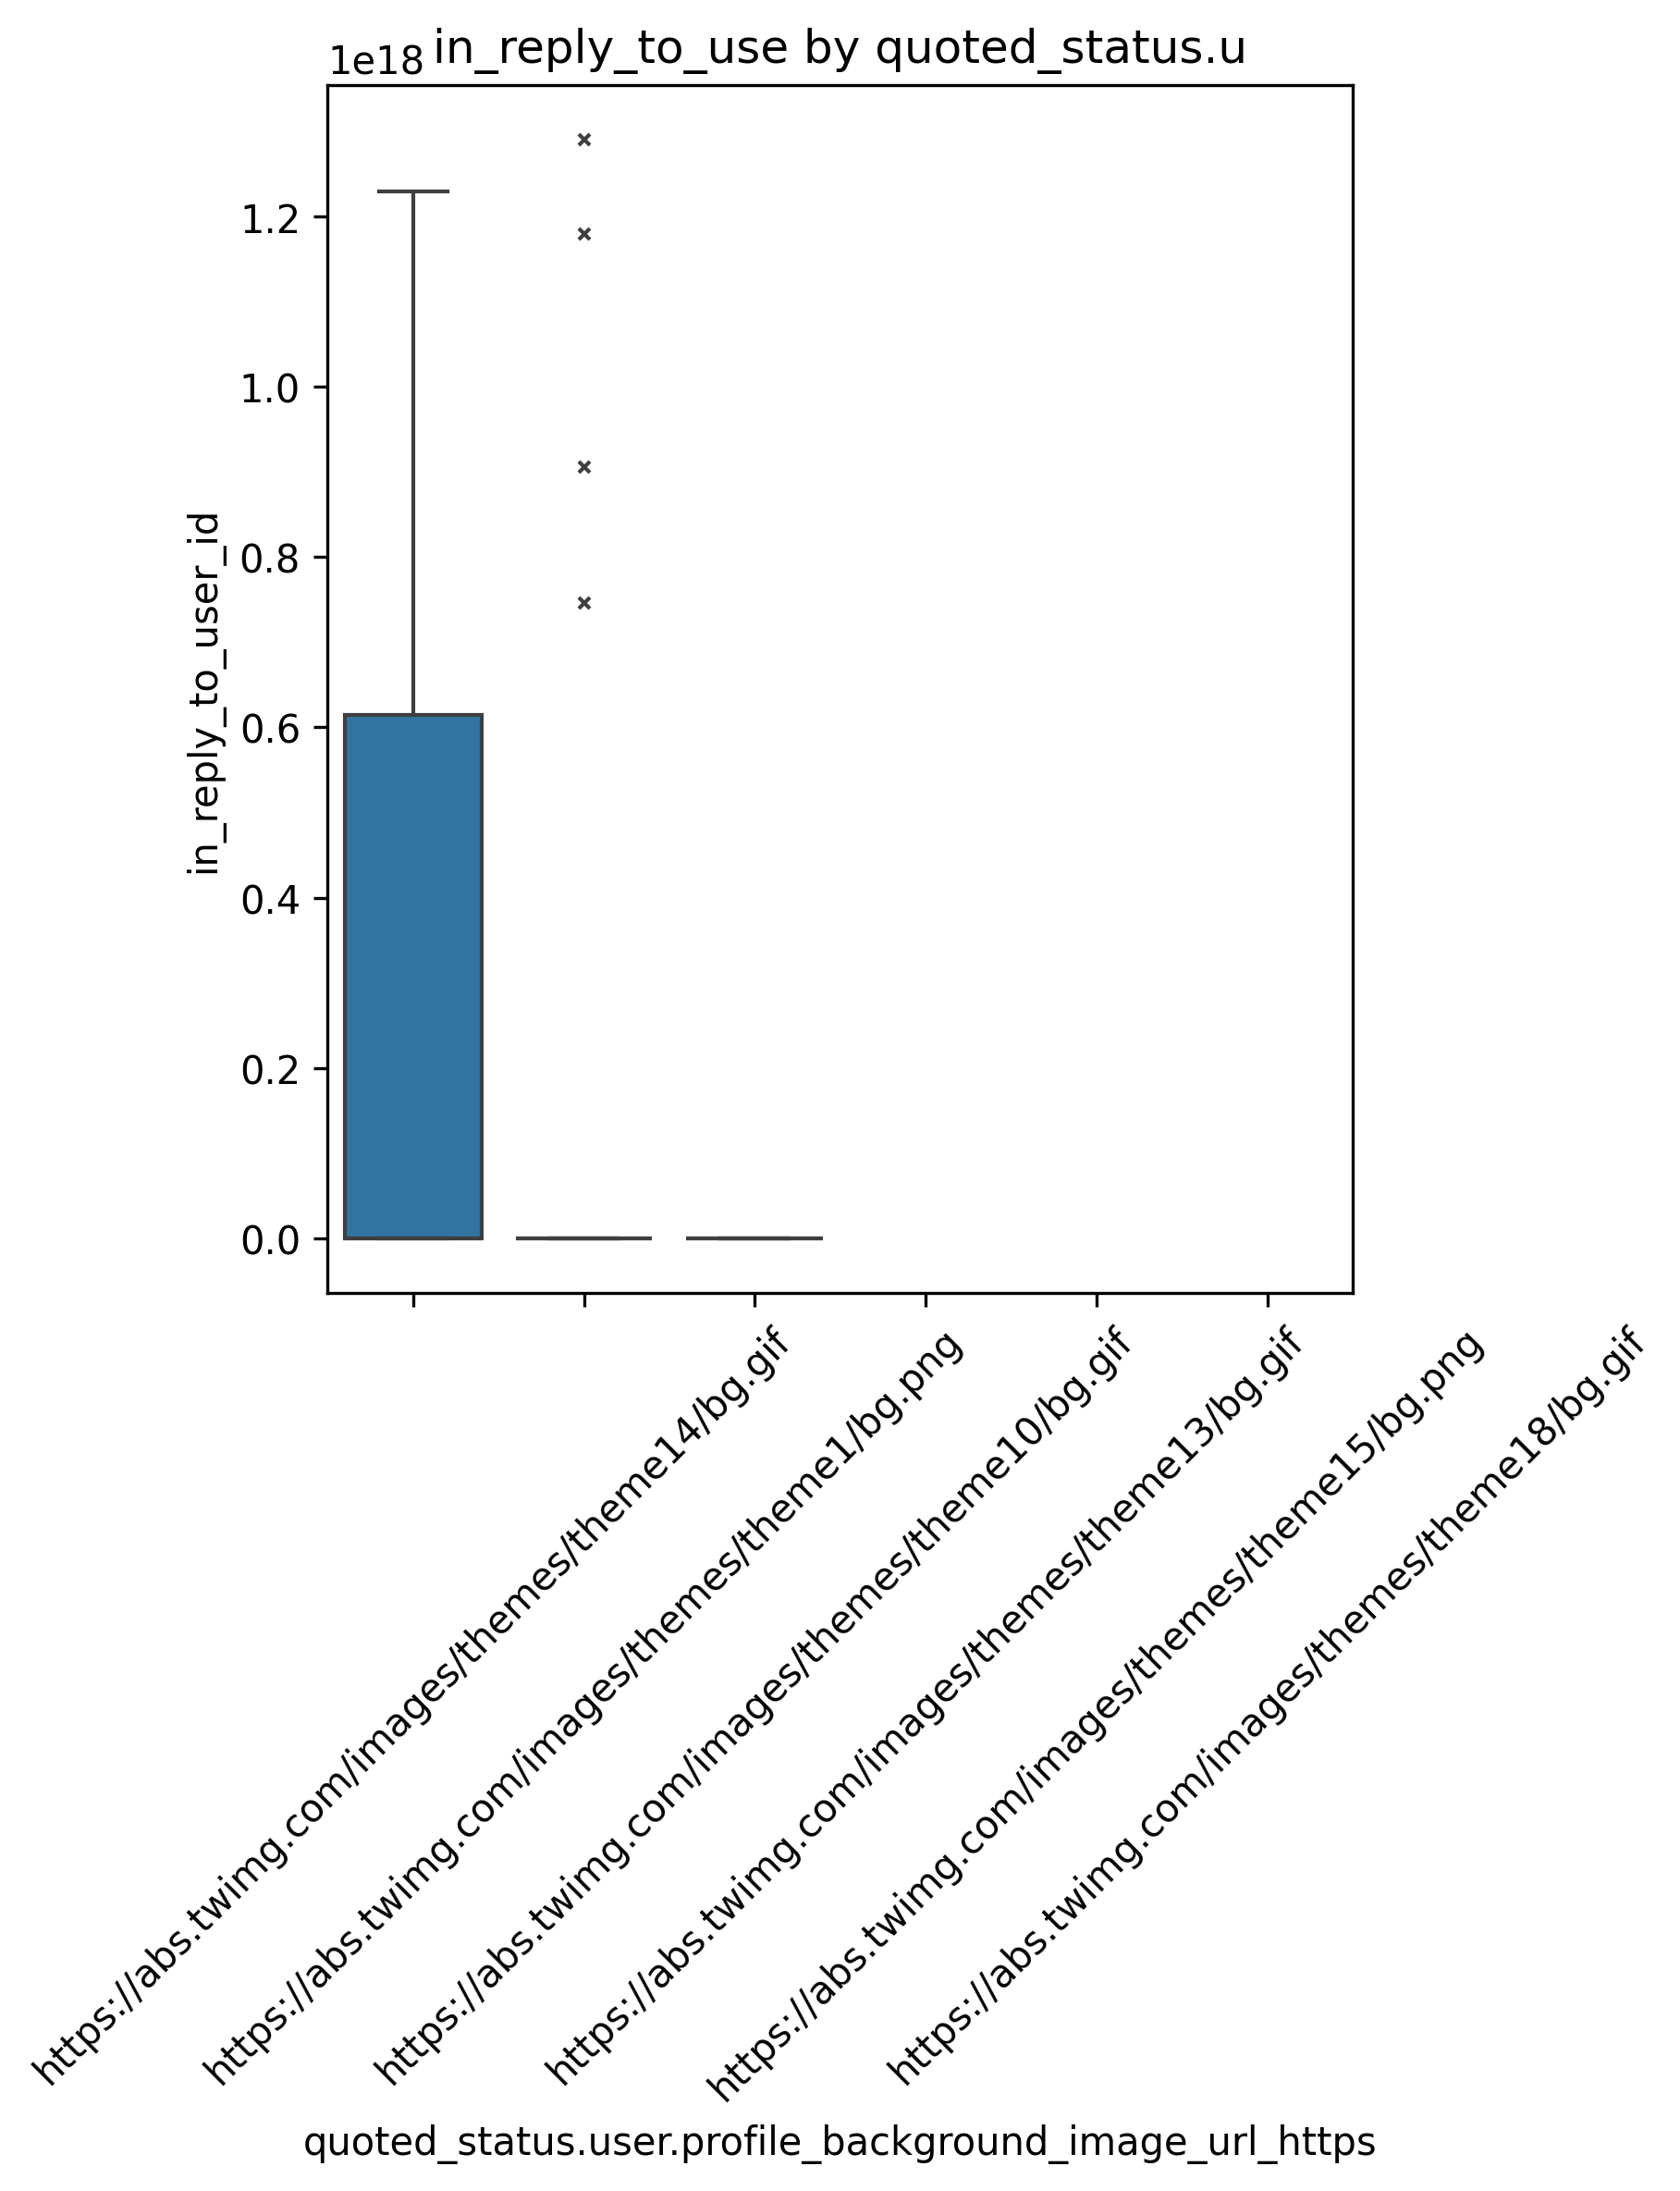 in_reply_to_use by quoted_status.u
1e18
1.2
1.0
0.8
0.6
0.4
0.2
0.0
in_reply_to_user_id
https://abs.twimg.com/images/themes/theme14/bg.gif
https://abs.twimg.com/images/themes/theme1/bg.png
https://abs.twimg.com/images/themes/theme10/bg.gif
https://abs.twimg.com/images/themes/theme13/bg.gif
https://abs.twimg.com/images/themes/theme15/bg.png
https://abs.twimg.com/images/themes/theme18/bg.gif
quoted_status.user.profile_background_image_url_https